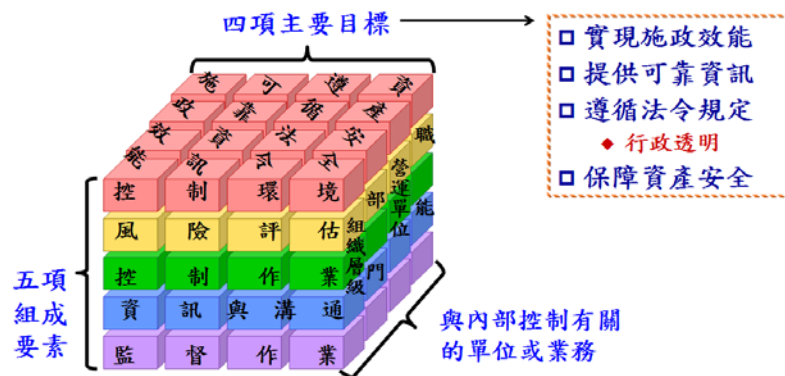 四項主要目標
實現施政效能
提供可靠資訊
遵循法令規定
行政透明
保障資產安全
施政效能
可靠資訊
遵循法令
資產安全
控制環境
風險評估
控制作業
資訊與溝通
監督作業
組織層級
部門
營運單位
職能
五項
組成
要素
與內部控制有關
的單位或業務